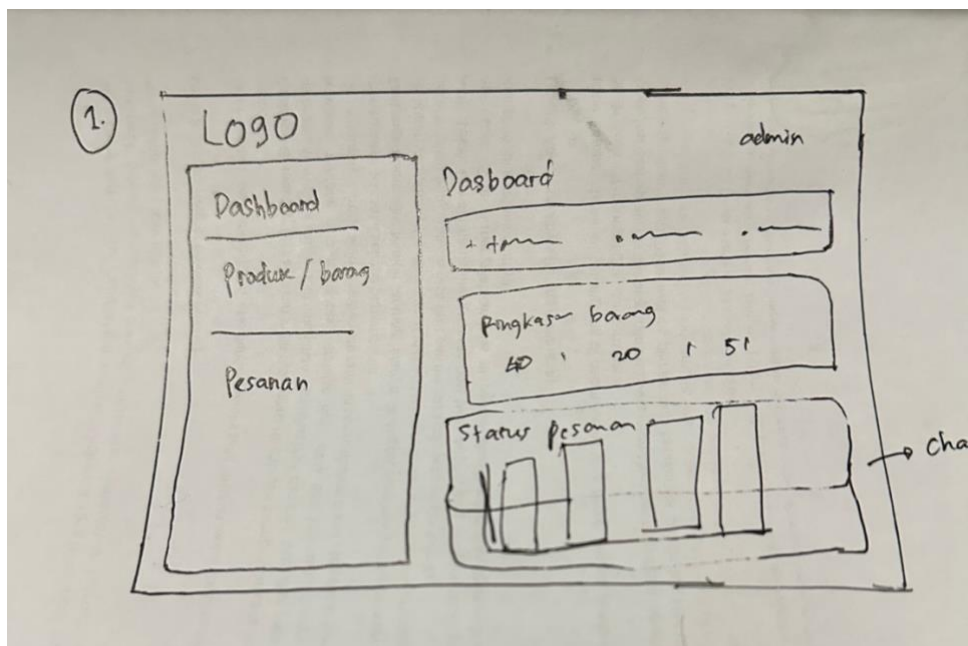 1.
LOGO
admin
Dashboard
Produk / barang
Pesanan
Dasboard
Ringkasan barang
40 20 51
Status pesanan
Cha